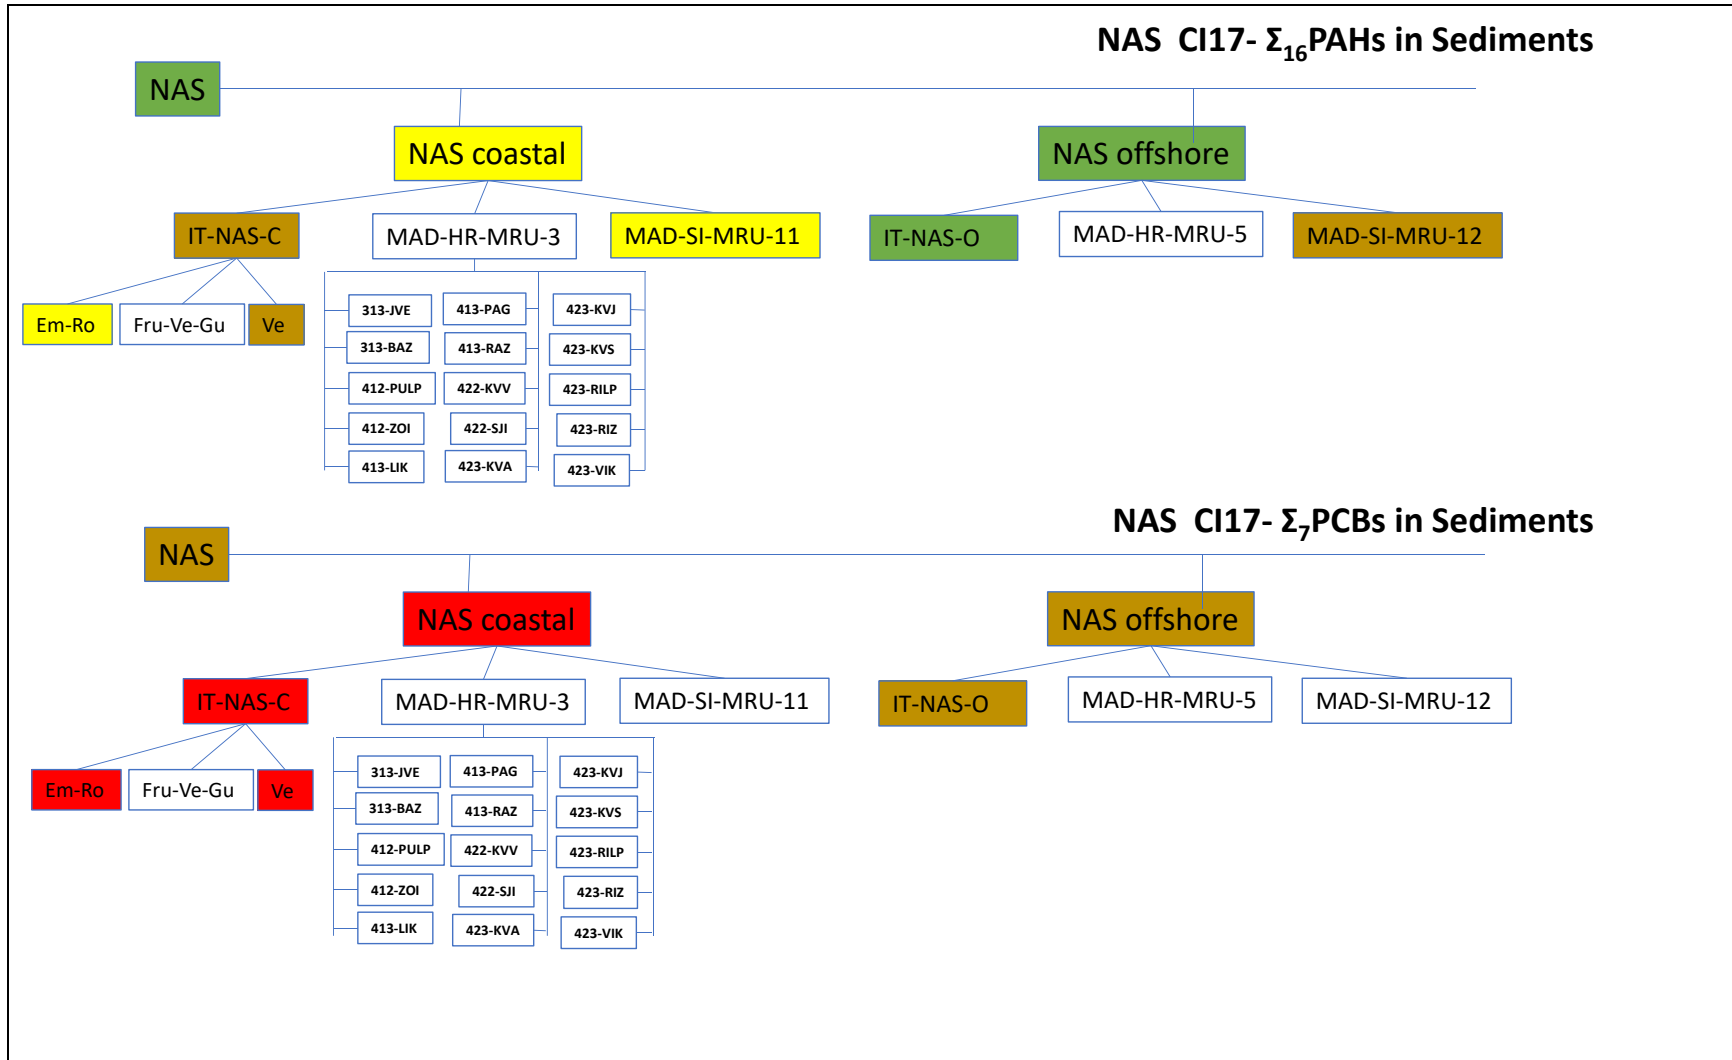 NAS CI17- Σ16PAHs in Sediments
NAS
NAS coastal
NAS offshore
IT-NAS-C
MAD-HR-MRU-3
MAD-SI-MRU-11
IT-NAS-O
MAD-HR-MRU-5
MAD-SI-MRU-12
Em-Ro
Fru-Ve-Gu
Ve
313-JVE
413-PAG
423-KVJ
313-BAZ
413-RAZ
423-KVS
412-PULP
422-KVV
423-RILP
412-ZOI
422-SJI
423-RIZ
413-LIK
423-KVA
423-VIK
NAS CI17- Σ7PCBs in Sediments
NAS
NAS coastal
NAS offshore
IT-NAS-C
MAD-HR-MRU-3
MAD-SI-MRU-11
IT-NAS-O
MAD-HR-MRU-5
MAD-SI-MRU-12
Em-Ro
Fru-Ve-Gu
Ve
313-JVE
413-PAG
423-KVJ
313-BAZ
413-RAZ
423-KVS
412-PULP
422-KVV
423-RILP
412-ZOI
422-SJI
423-RIZ
413-LIK
423-KVA
423-VIK